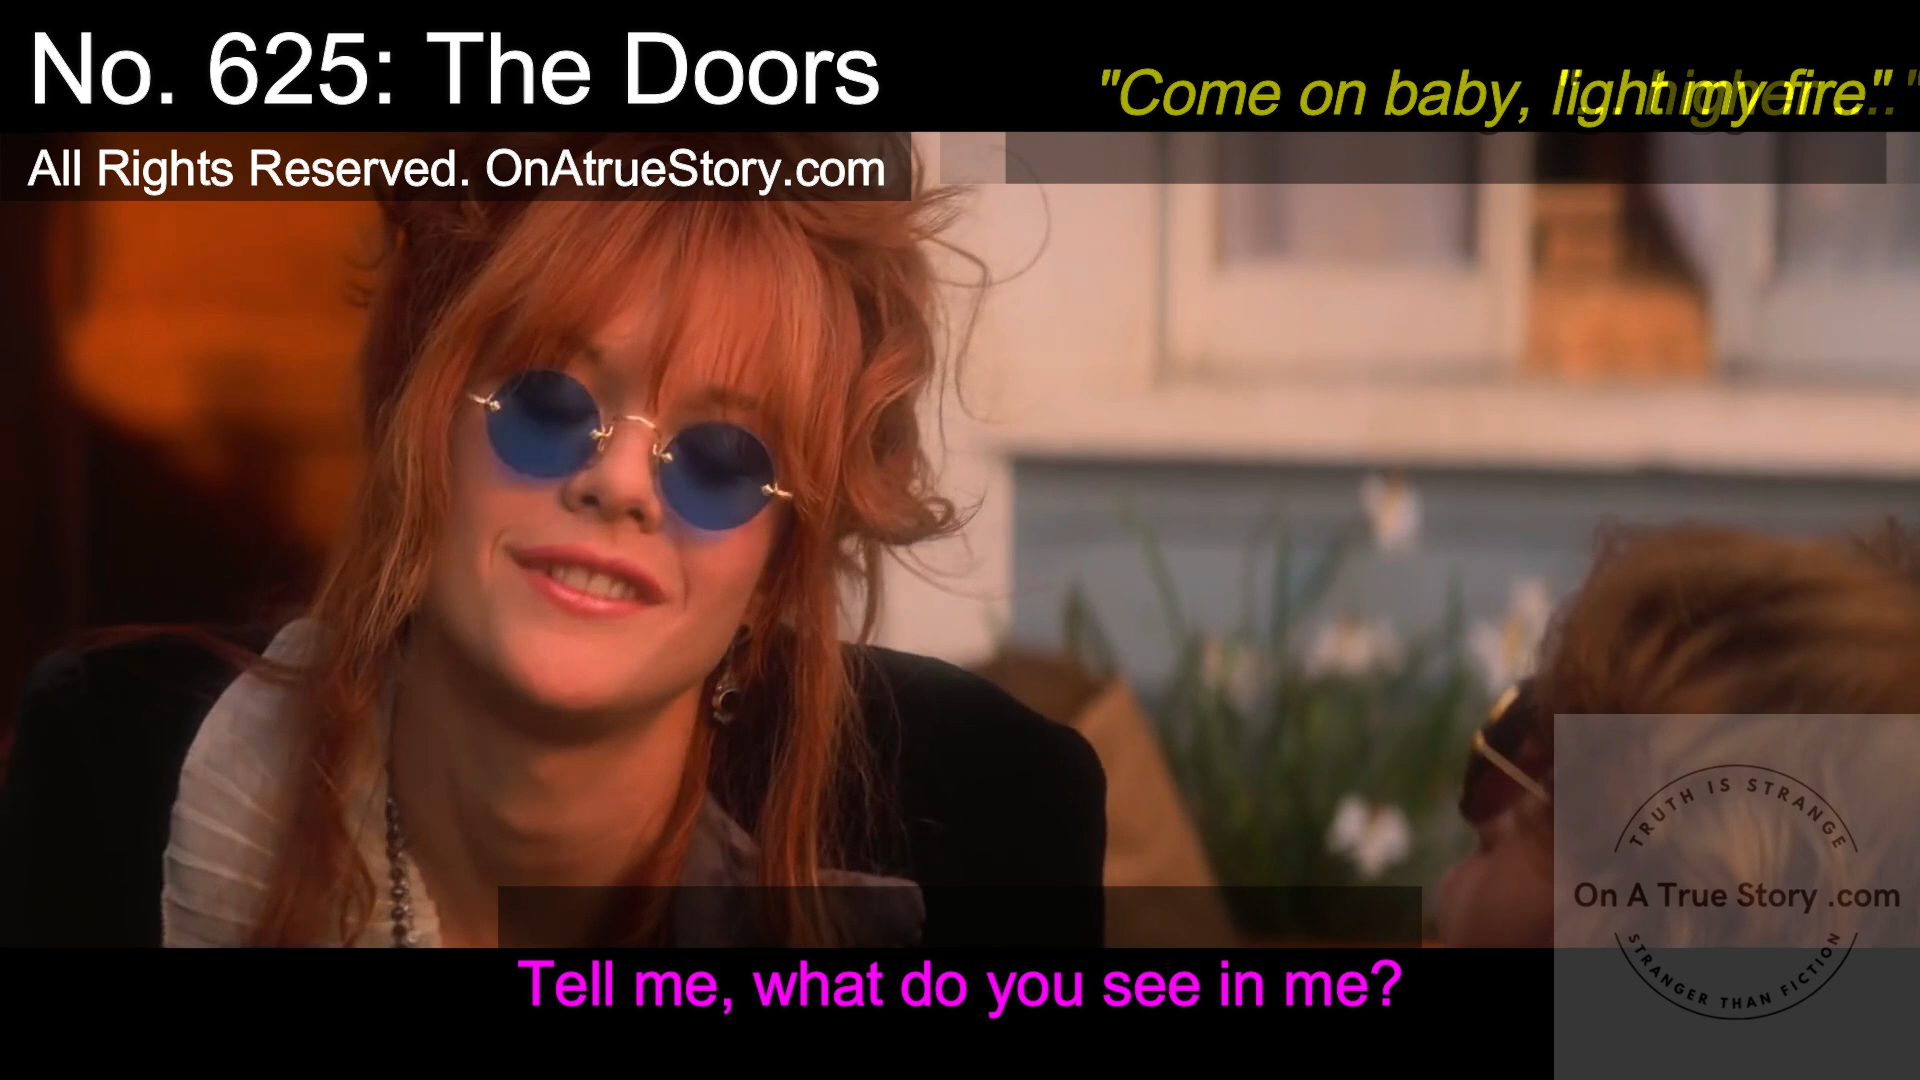 No. 625: The Doors
"Come on baby, light my fire"
All Rights Reserved. OnAtrueStory.com
TRUTH IS STRANGE
On A True Story .com
STRANGER THAN FICTION
Tell me, what do you see in me?